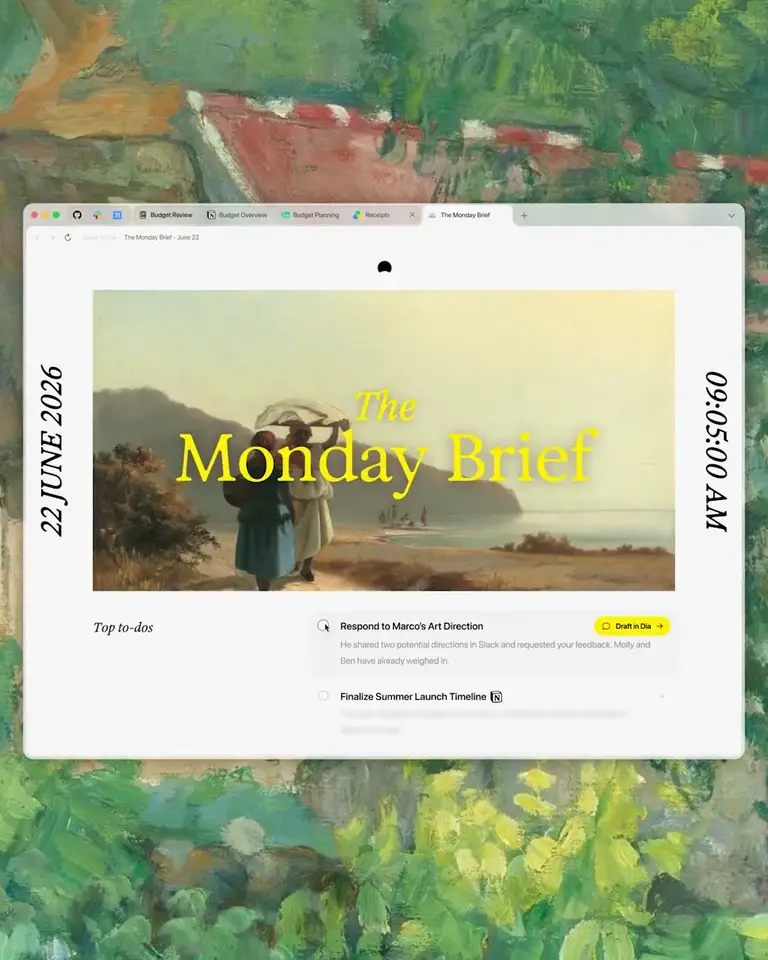 Budget Review
Budget Overview
Budget Planning
Receipts
The Monday Brief
The Monday Brief - June 22
22 JUNE 2026
The
Monday Brief
09:05:00 AM
Top to-dos
Respond to Marco's Art Direction
Draft in Dia
He shared two potential directions in Slack and requested your feedback. Molly and
Ben have already weighed in.
Finalize Summer Launch Timeline